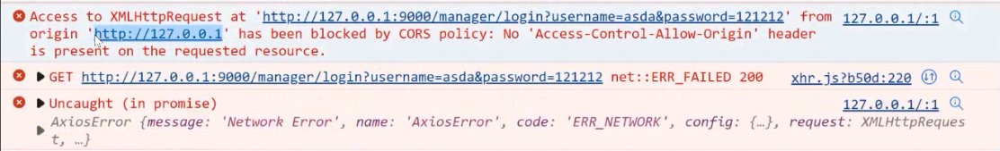 Access to XMLHttpRequest at 'http://127.0.0.1:9000/manager/login?username=asda&password=121212' from 127.0.0.1/:1
origin 'http://127.0.0.1' has been blocked by CORS policy: No 'Access-Control-Allow-Origin' header
is present on the requested resource.
GET http://127.0.0.1:9000/manager/login?username=asda&password=121212 net::ERR_FAILED 200 xhr.js?b50d:220
Uncaught (in promise) 127.0.0.1/:1
AxiosError {message: 'Network Error', name: 'AxiosError', code: 'ERR_NETWORK', config: {…}, request: XMLHttpReques
t, …}